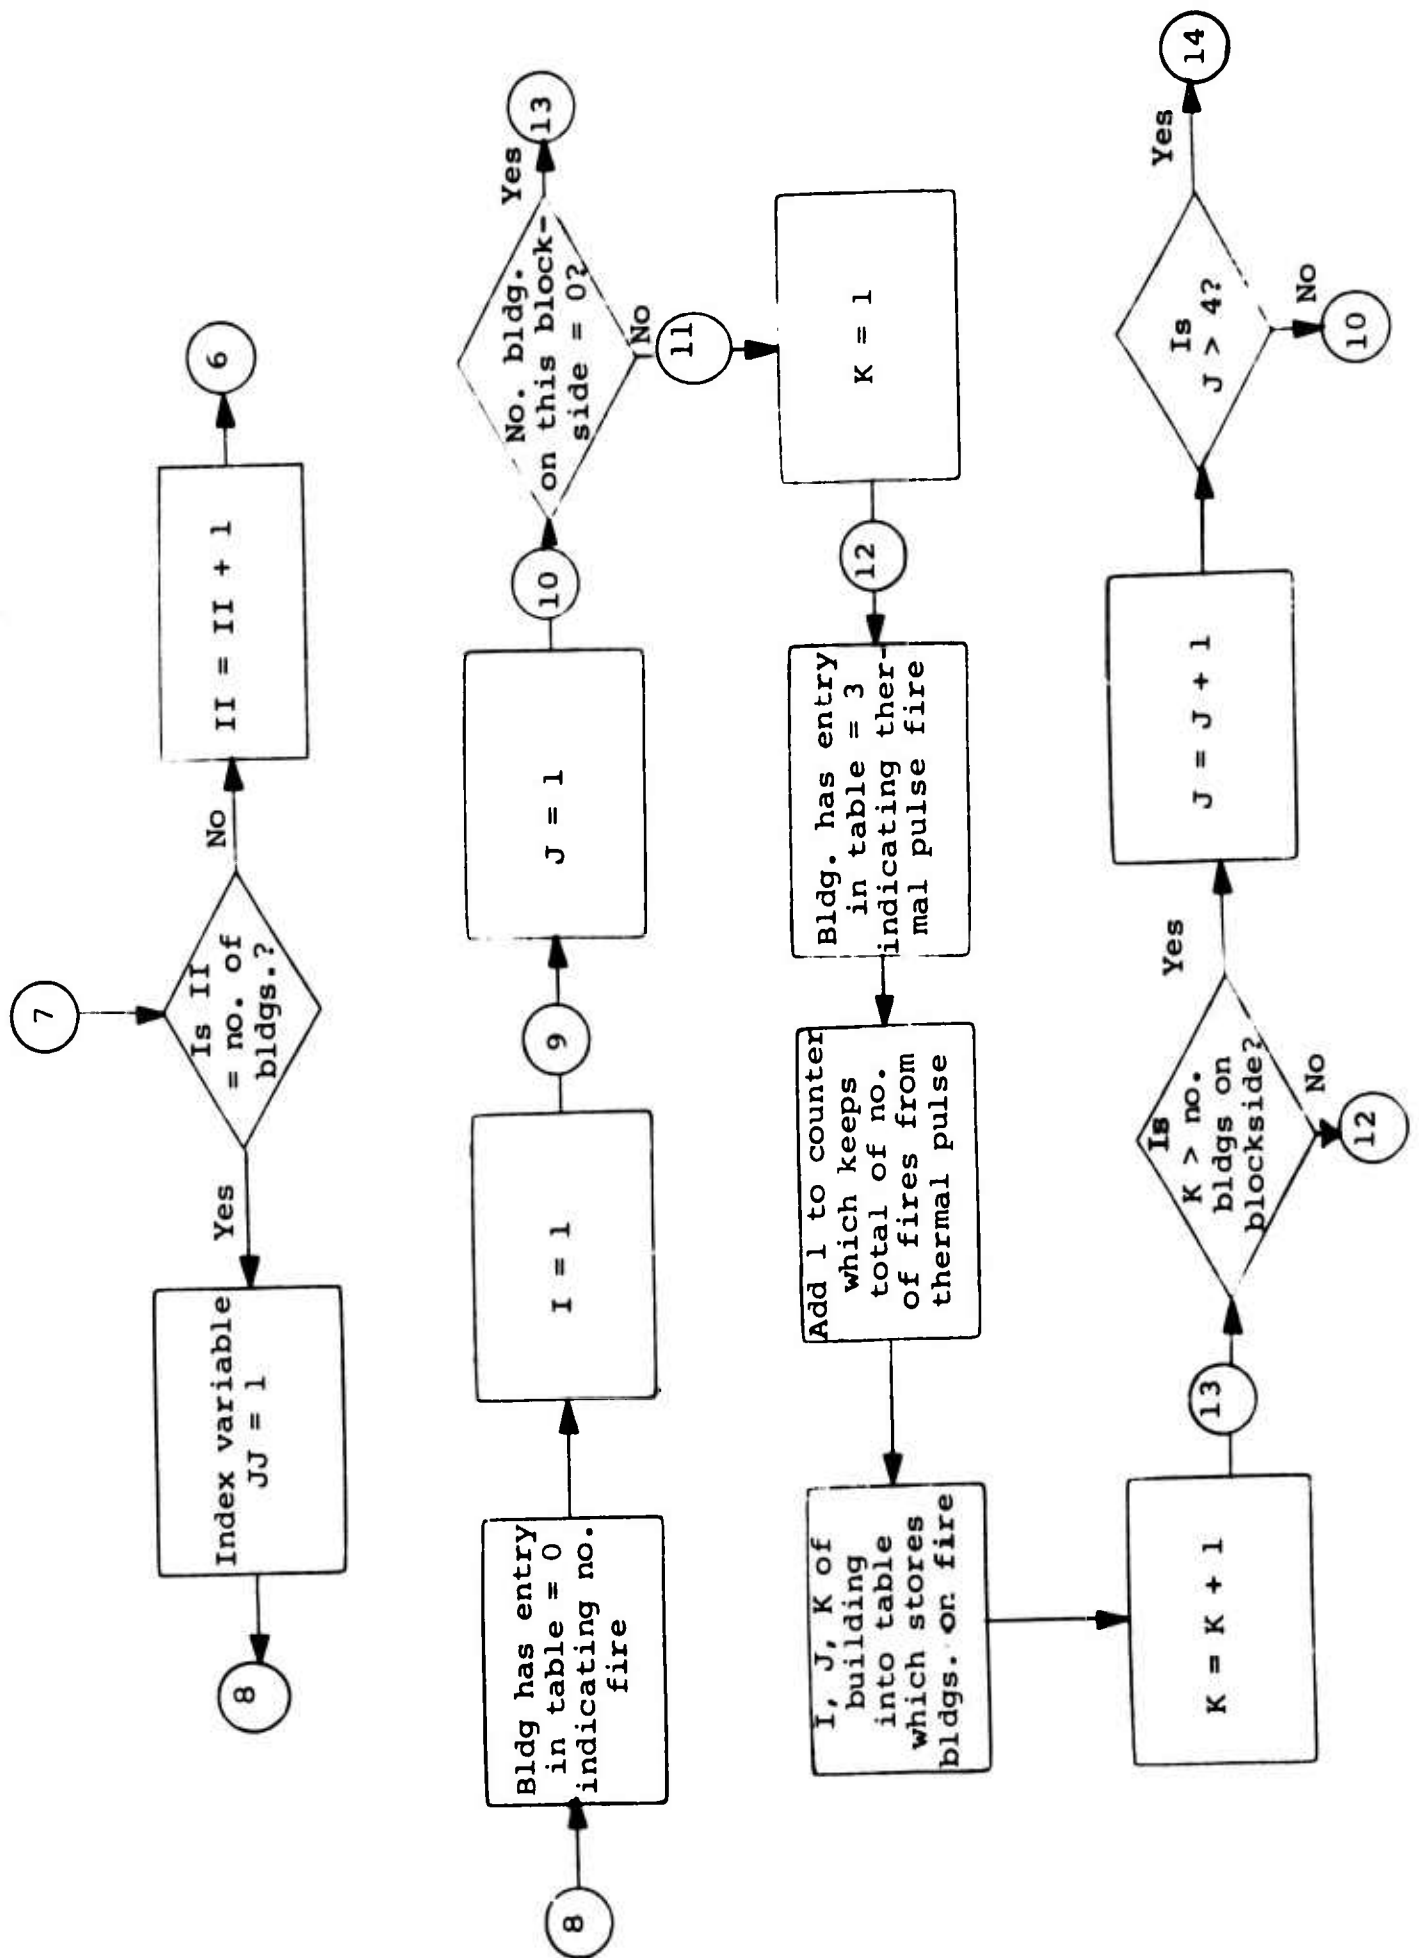 7
Is II
= no. of
bldgs.?
No
II = II + 1
6
Yes
Index variable
JJ = 1
8
8
Bldg has entry
in table = 0
indicating no.
fire
I = 1
9
J = 1
10
No. bldg.
on this block-
side = 0?
Yes
13
No
11
K = 1
12
Bldg. has entry
in table = 3
indicating ther-
mal pulse fire
Add 1 to counter
which keeps
total of no.
of fires from
thermal pulse
I, J, K of
building
into table
which stores
bldgs. on fire
K = K + 1
13
Is
K > no.
bldgs on
blockside?
No
12
Yes
J = J + 1
Is
J > 4?
No
10
Yes
14